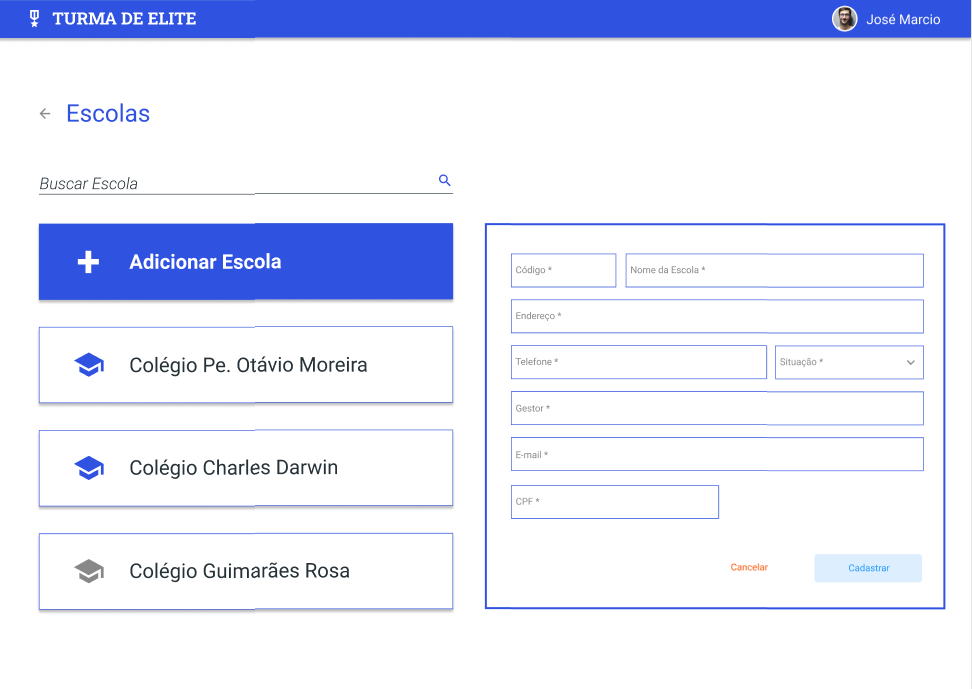 TURMA DE ELITE
José Marcio
Escolas
Buscar Escola
Adicionar Escola
Colégio Pe. Otávio Moreira
Colégio Charles Darwin
Colégio Guimarães Rosa
Código *
Nome da Escola *
Endereço *
Telefone *
Situação *
Gestor *
E-mail *
CPF *
Cancelar
Cadastrar